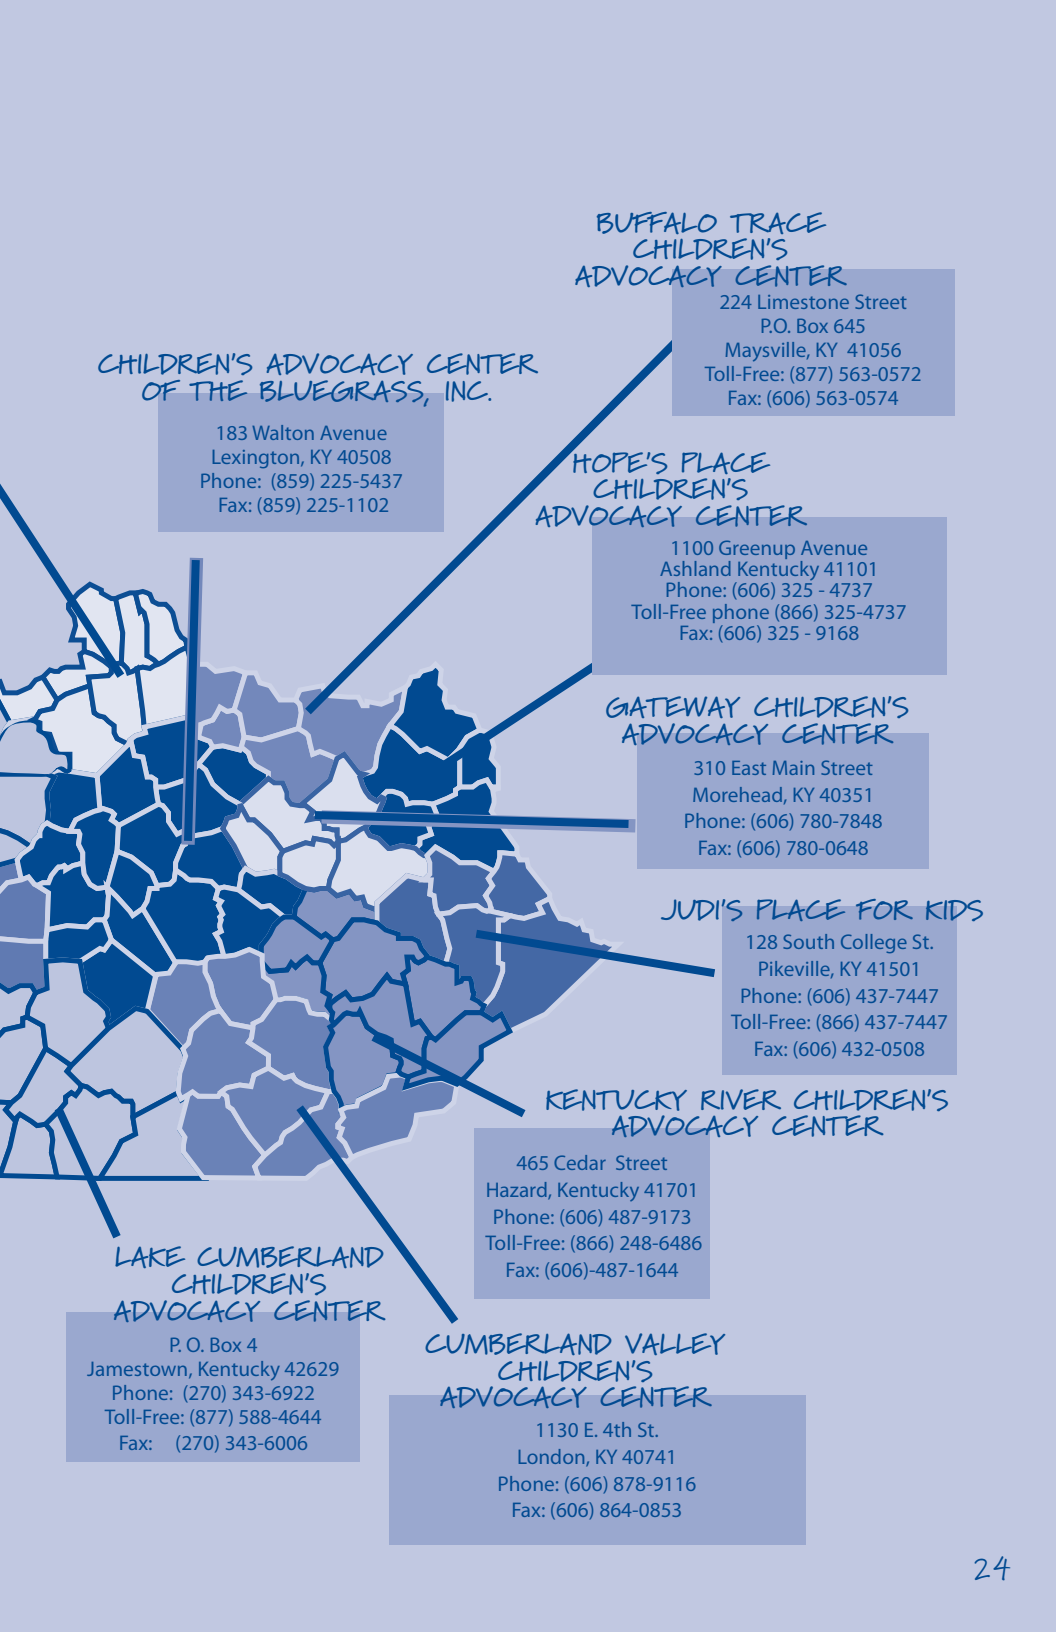 BUFFALO TRACE
CHILDREN'S
ADVOCACY CENTER
224 Limestone Street
P.O. Box 645
Maysville, KY 41056
Toll-Free: (877) 563-0572
Fax: (606) 563-0574
CHILDREN'S ADVOCACY CENTER
OF THE BLUEGRASS, INC.
183 Walton Avenue
Lexington, KY 40508
Phone: (859) 225-5437
Fax: (859) 225-1102
HOPE'S PLACE
CHILDREN'S
ADVOCACY CENTER
1100 Greenup Avenue
Ashland Kentucky 41101
Phone: (606) 325 - 4737
Toll-Free phone (866) 325-4737
Fax: (606) 325 - 9168
GATEWAY CHILDREN'S
ADVOCACY CENTER
310 East Main Street
Morehead, KY 40351
Phone: (606) 780-7848
Fax: (606) 780-0648
JUDI'S PLACE FOR KIDS
128 South College St.
Pikeville, KY 41501
Phone: (606) 437-7447
Toll-Free: (866) 437-7447
Fax: (606) 432-0508
KENTUCKY RIVER CHILDREN'S
ADVOCACY CENTER
465 Cedar Street
Hazard, Kentucky 41701
Phone: (606) 487-9173
Toll-Free: (866) 248-6486
Fax: (606)-487-1644
LAKE CUMBERLAND
CHILDREN'S
ADVOCACY CENTER
P. O. Box 4
Jamestown, Kentucky 42629
Phone: (270) 343-6922
Toll-Free: (877) 588-4644
Fax: (270) 343-6006
CUMBERLAND VALLEY
CHILDREN'S
ADVOCACY CENTER
1130 E. 4th St.
London, KY 40741
Phone: (606) 878-9116
Fax: (606) 864-0853
24